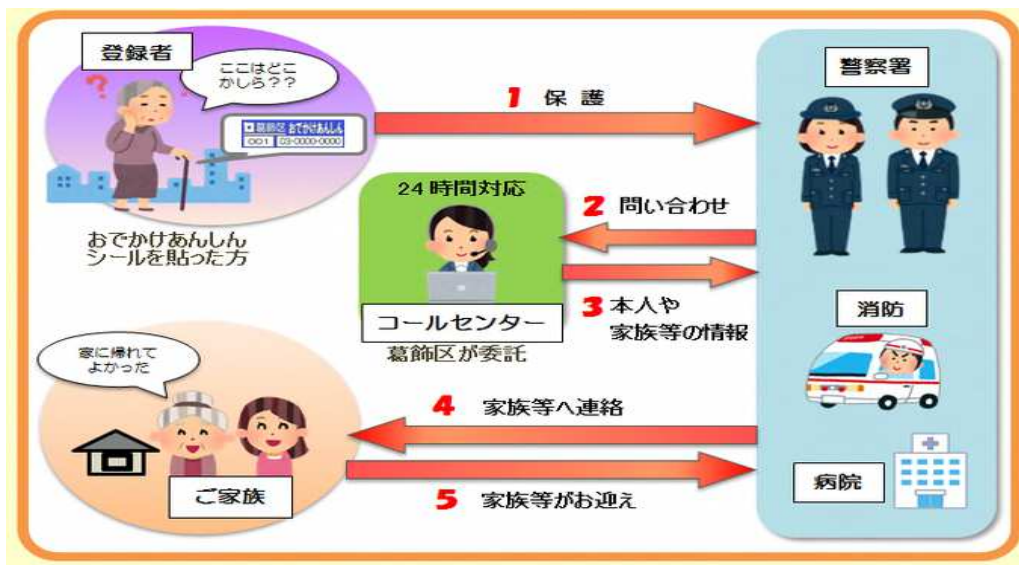 登録者
ここはどこ
かしら??
??
葛飾区 おでかけあんしん
001 03-0000-0000
おでかけあんしん
シールを貼った方
1 保護
警察署
24時間対応
2 問い合わせ
コールセンター
葛飾区が委託
3 本人や
家族等の情報
消防
家に帰れて
よかった
ご家族
4 家族等へ連絡
5 家族等がお迎え
病院